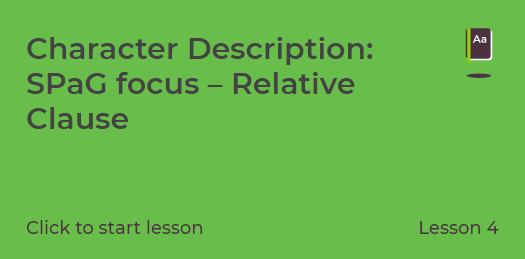 Character Description:
Aa
SPaG focus – Relative
Clause
Click to start lesson
Lesson 4